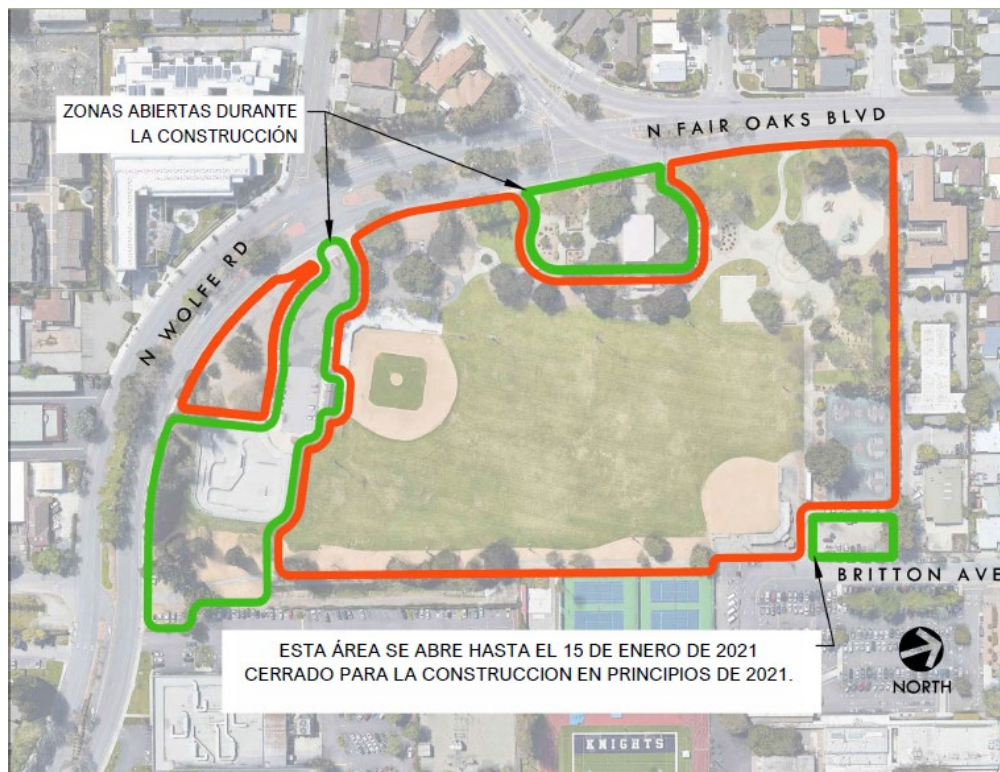 ZONAS ABIERTAS DURANTE
LA CONSTRUCCIÓN
N FAIR OAKS BLVD
N WOLFE RD
BRITTON AVE
ESTA ÁREA SE ABRE HASTA EL 15 DE ENERO DE 2021
CERRADO PARA LA CONSTRUCCION EN PRINCIPIOS DE 2021.
NORTH
KNIGHTS